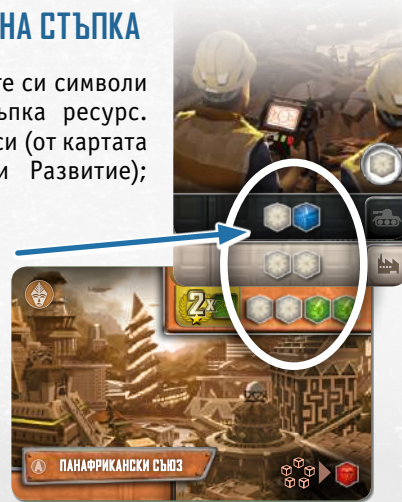 НА СТЪПКА
те си символи
ъпка ресурс.
си (от картата
и Развитие);
2x
A ПАНАФРИКАНСКИ СЪЮЗ